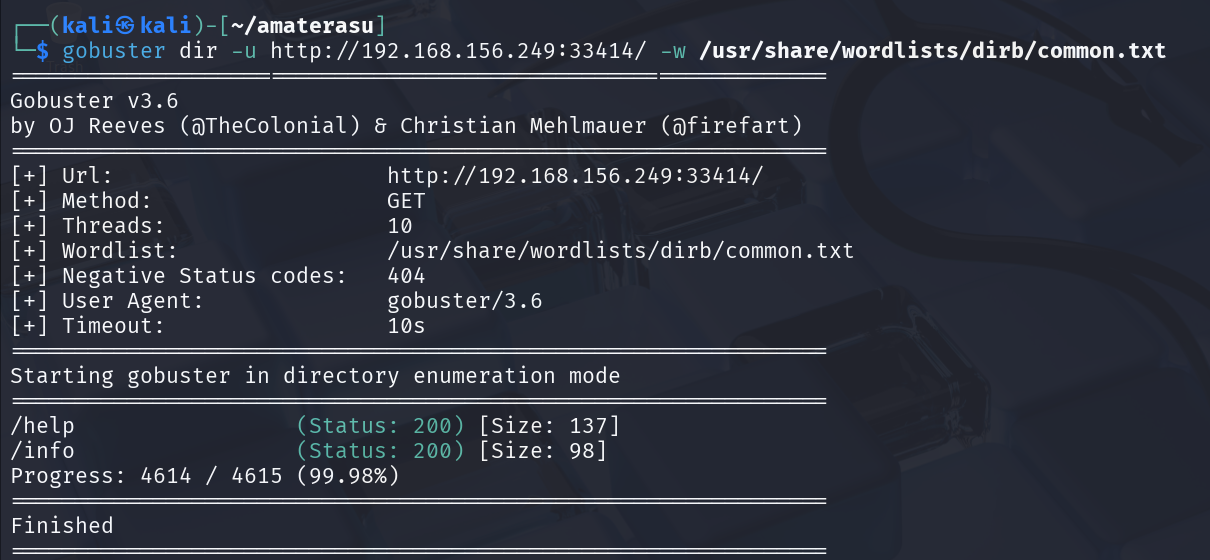 ┌──(kali㉿kali)-[~/amaterasu]
└─$ gobuster dir -u http://192.168.156.249:33414/ -w /usr/share/wordlists/dirb/common.txt
===============================================================
Gobuster v3.6
by OJ Reeves (@TheColonial) & Christian Mehlmauer (@firefart)
===============================================================
[+] Url:                     http://192.168.156.249:33414/
[+] Method:                  GET
[+] Threads:                 10
[+] Wordlist:                /usr/share/wordlists/dirb/common.txt
[+] Negative Status codes:   404
[+] User Agent:              gobuster/3.6
[+] Timeout:                 10s
===============================================================
Starting gobuster in directory enumeration mode
===============================================================
/help                 (Status: 200) [Size: 137]
/info                 (Status: 200) [Size: 98]
Progress: 4614 / 4615 (99.98%)
===============================================================
Finished
===============================================================